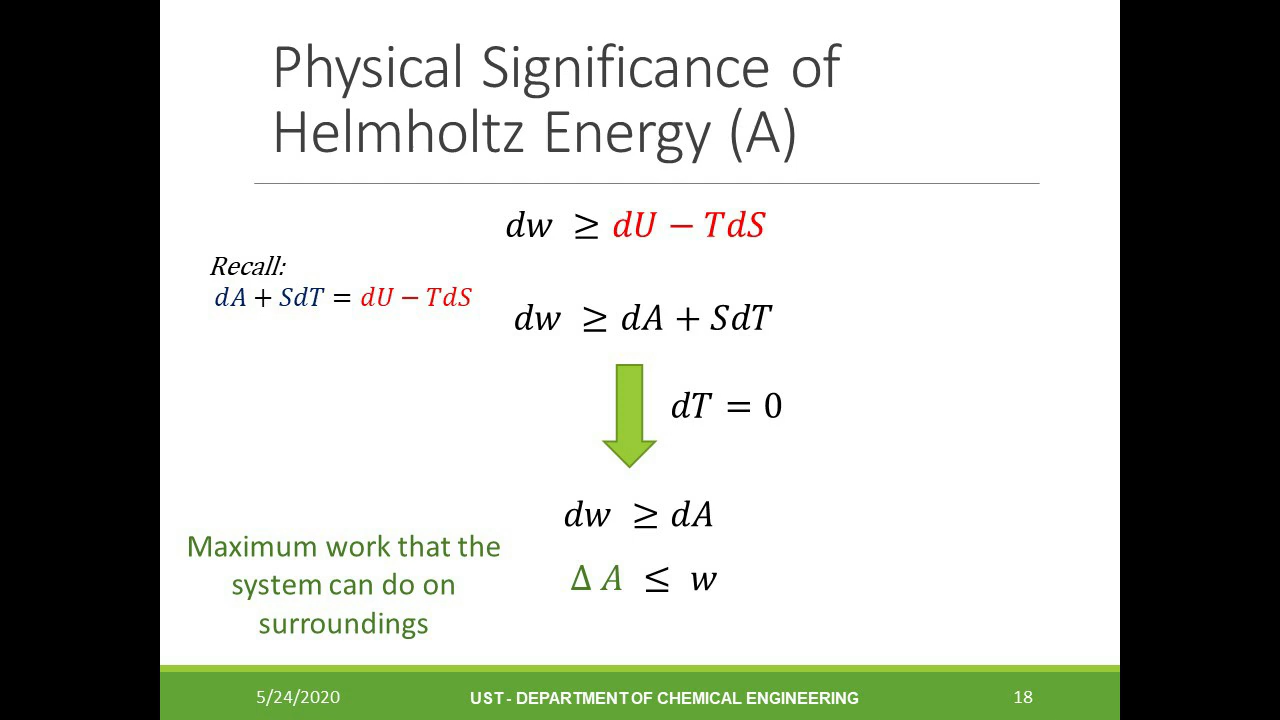 Physical Significance of
Helmholtz Energy (A)
dw ≥ dU − TdS
Recall:
dA + SdT = dU − TdS
dw ≥ dA + SdT
dT = 0
dw ≥ dA
Maximum work that the
system can do on
surroundings
Δ A ≤ w
5/24/2020
UST - DEPARTMENT OF CHEMICAL ENGINEERING
18